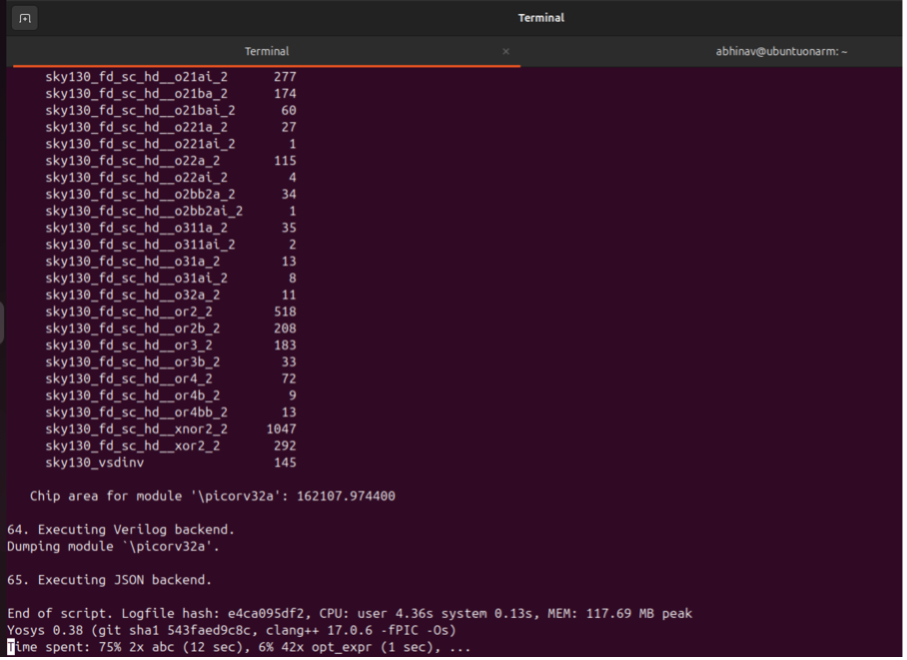 Terminal
Terminal × abhinav@ubuntuonarm: ~
sky130_fd_sc_hd__o21ai_2 277
sky130_fd_sc_hd__o21ba_2 174
sky130_fd_sc_hd__o21bai_2 60
sky130_fd_sc_hd__o221a_2 27
sky130_fd_sc_hd__o221ai_2 1
sky130_fd_sc_hd__o22a_2 115
sky130_fd_sc_hd__o22ai_2 4
sky130_fd_sc_hd__o2bb2a_2 34
sky130_fd_sc_hd__o2bb2ai_2 1
sky130_fd_sc_hd__o311a_2 35
sky130_fd_sc_hd__o311ai_2 2
sky130_fd_sc_hd__o31a_2 13
sky130_fd_sc_hd__o31ai_2 8
sky130_fd_sc_hd__o32a_2 11
sky130_fd_sc_hd__or2_2 518
sky130_fd_sc_hd__or2b_2 208
sky130_fd_sc_hd__or3_2 183
sky130_fd_sc_hd__or3b_2 33
sky130_fd_sc_hd__or4_2 72
sky130_fd_sc_hd__or4b_2 9
sky130_fd_sc_hd__or4bb_2 13
sky130_fd_sc_hd__xnor2_2 1047
sky130_fd_sc_hd__xor2_2 292
sky130_vsdinv 145
Chip area for module '\picorv32a': 162107.974400
64. Executing Verilog backend.
Dumping module `\picorv32a'.
65. Executing JSON backend.
End of script. Logfile hash: e4ca095df2, CPU: user 4.36s system 0.13s, MEM: 117.69 MB peak
Yosys 0.38 (git sha1 543faed9c8c, clang++ 17.0.6 -fPIC -Os)
Time spent: 75% 2x abc (12 sec), 6% 42x opt_expr (1 sec), ...